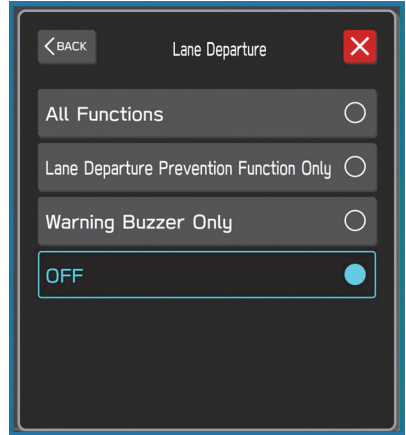 BACK
Lane Departure
All Functions
Lane Departure Prevention Function Only
Warning Buzzer Only
OFF